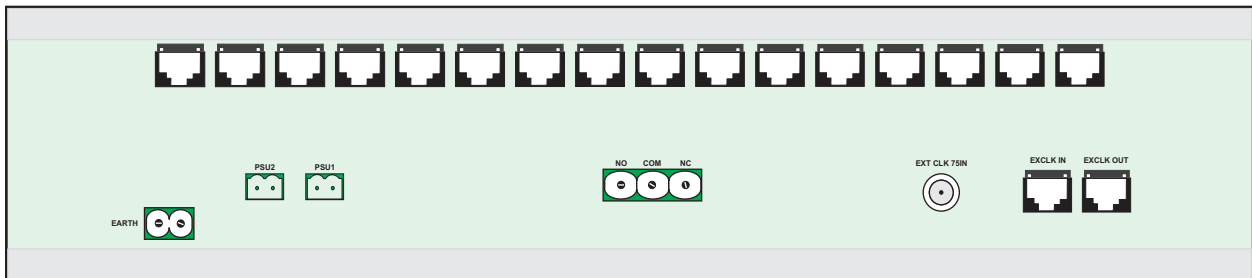 PSU2
PSU1
NO
COM
NC
EXT CLK 75IN
EXCLK IN
EXCLK OUT
EARTH